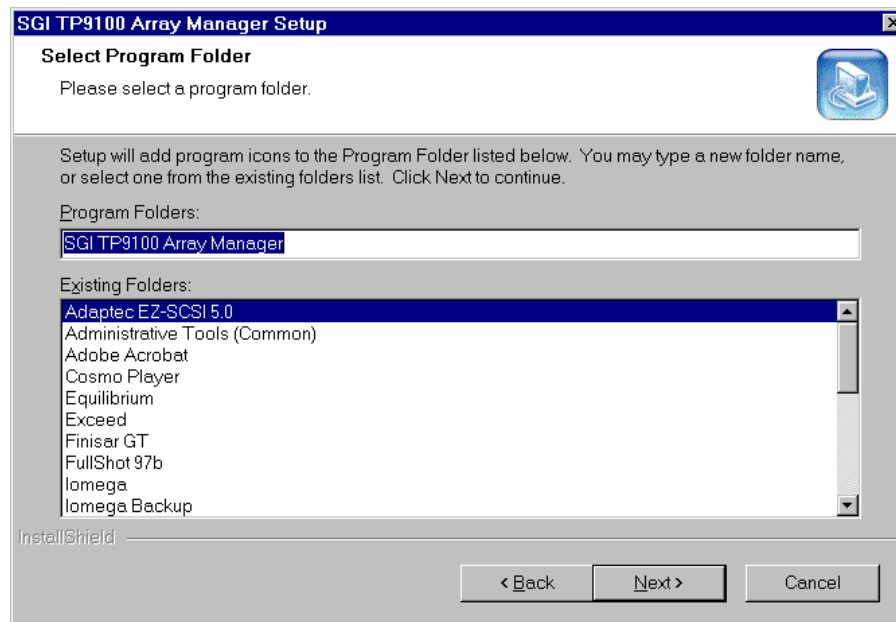 SGI TP9100 Array Manager Setup
Select Program Folder
Please select a program folder.
Setup will add program icons to the Program Folder listed below. You may type a new folder name,
or select one from the existing folders list. Click Next to continue.
Program Folders:
SGI TP9100 Array Manager
Existing Folders:
Adaptec EZ-SCSI 5.0
Administrative Tools (Common)
Adobe Acrobat
Cosmo Player
Equilibrium
Exceed
Finisar GT
FullShot 97b
Iomega
Iomega Backup
InstallShield
< Back Next > Cancel